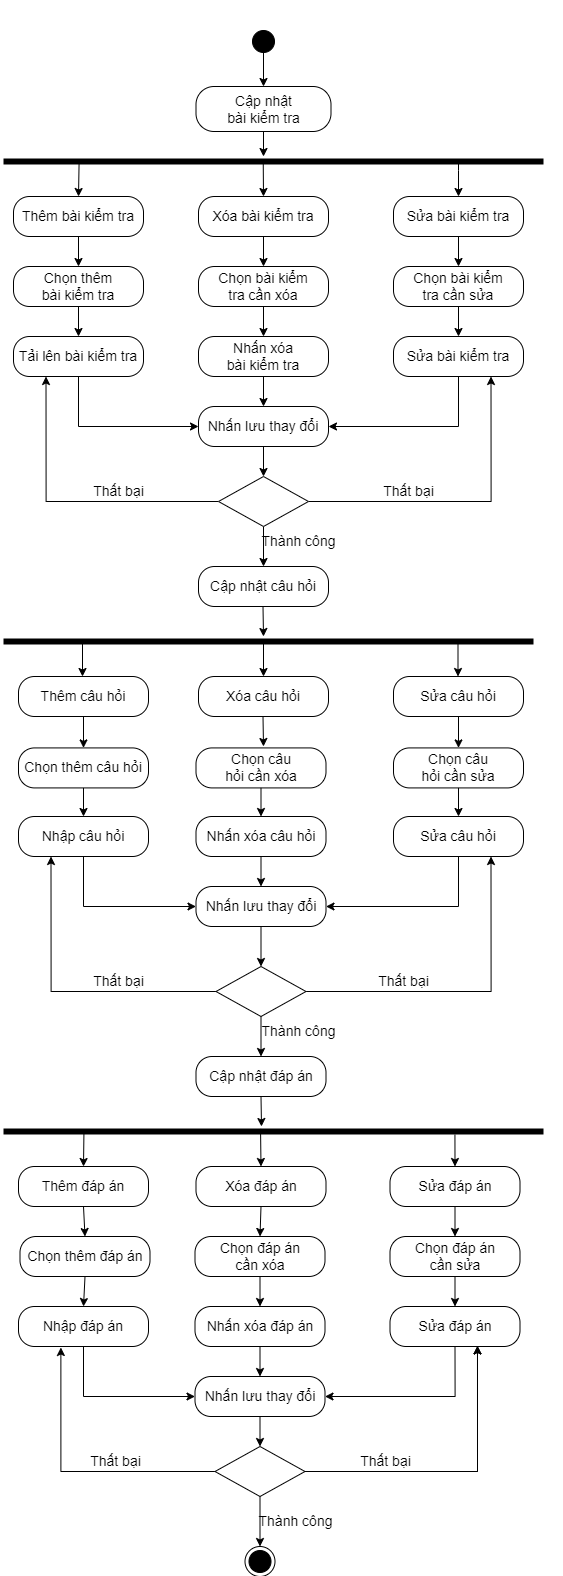 Cập nhật
bài kiểm tra
Thêm bài kiểm tra
Xóa bài kiểm tra
Sửa bài kiểm tra
Chọn thêm
bài kiểm tra
Chọn bài kiểm
tra cần xóa
Chọn bài kiểm
tra cần sửa
Tải lên bài kiểm tra
Nhấn xóa
bài kiểm tra
Sửa bài kiểm tra
Nhấn lưu thay đổi
Thất bại
Thất bại
Thành công
Cập nhật câu hỏi
Thêm câu hỏi
Xóa câu hỏi
Sửa câu hỏi
Chọn thêm câu hỏi
Chọn câu
hỏi cần xóa
Chọn câu
hỏi cần sửa
Nhập câu hỏi
Nhấn xóa câu hỏi
Sửa câu hỏi
Nhấn lưu thay đổi
Thất bại
Thất bại
Thành công
Cập nhật đáp án
Thêm đáp án
Xóa đáp án
Sửa đáp án
Chọn thêm đáp án
Chọn đáp án
cần xóa
Chọn đáp án
cần sửa
Nhập đáp án
Nhấn xóa đáp án
Sửa đáp án
Nhấn lưu thay đổi
Thất bại
Thất bại
Thành công